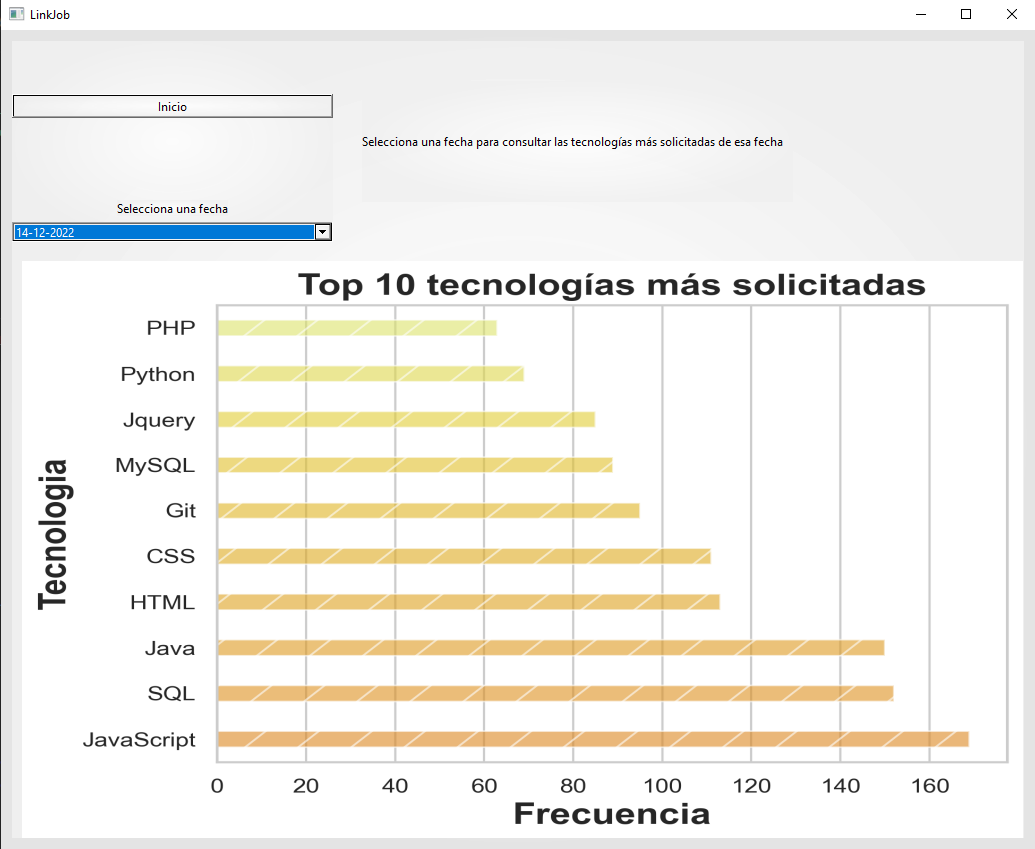 LinkJob
Inicio
Selecciona una fecha para consultar las tecnologías más solicitadas de esa fecha
Selecciona una fecha
14-12-2022
Top 10 tecnologías más solicitadas
PHP
Python
Jquery
MySQL
Git
CSS
HTML
Java
SQL
JavaScript
Tecnologia
0 20 40 60 80 100 120 140 160
Frecuencia